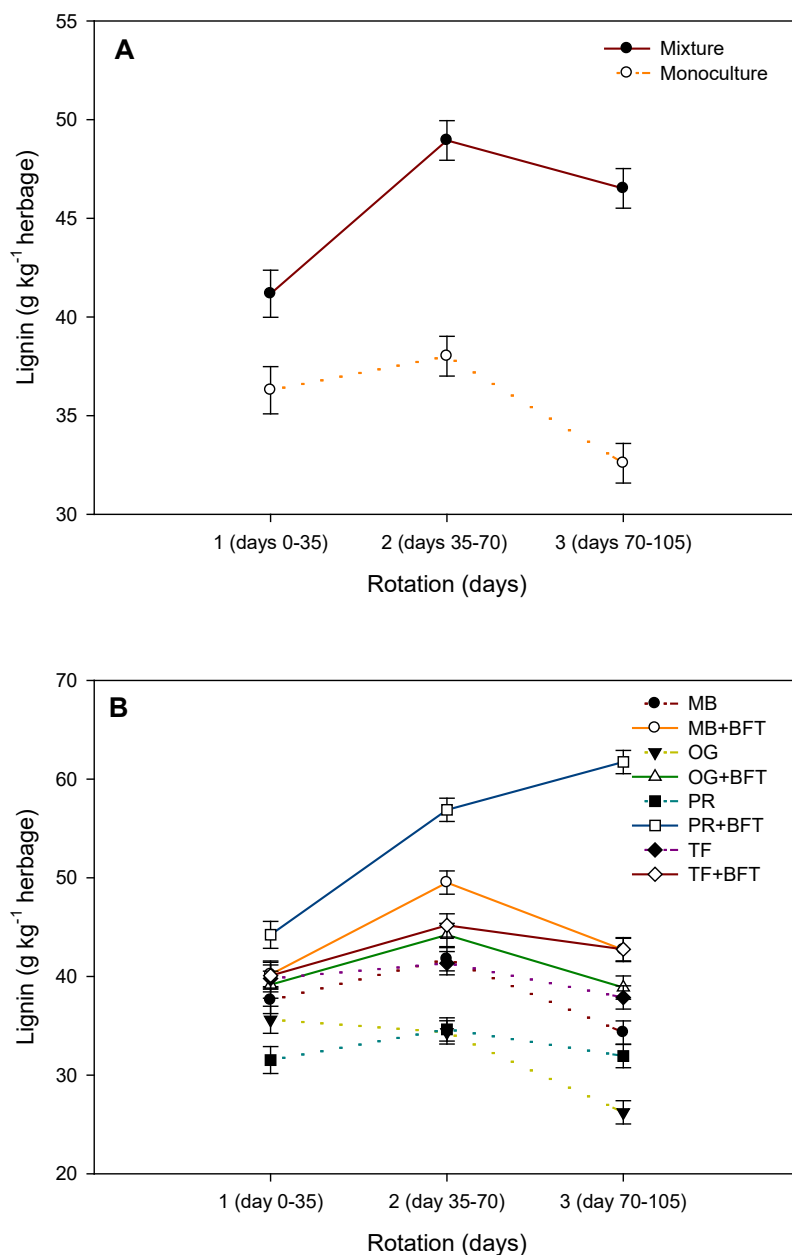 A
Mixture
Monoculture
55
50
45
40
35
30
Lignin (g kg⁻¹ herbage)
1 (days 0-35) 2 (days 35-70) 3 (days 70-105)
Rotation (days)
B
MB
MB+BFT
OG
OG+BFT
PR
PR+BFT
TF
TF+BFT
70
60
50
40
30
20
Lignin (g kg⁻¹ herbage)
1 (day 0-35) 2 (day 35-70) 3 (day 70-105)
Rotation (days)